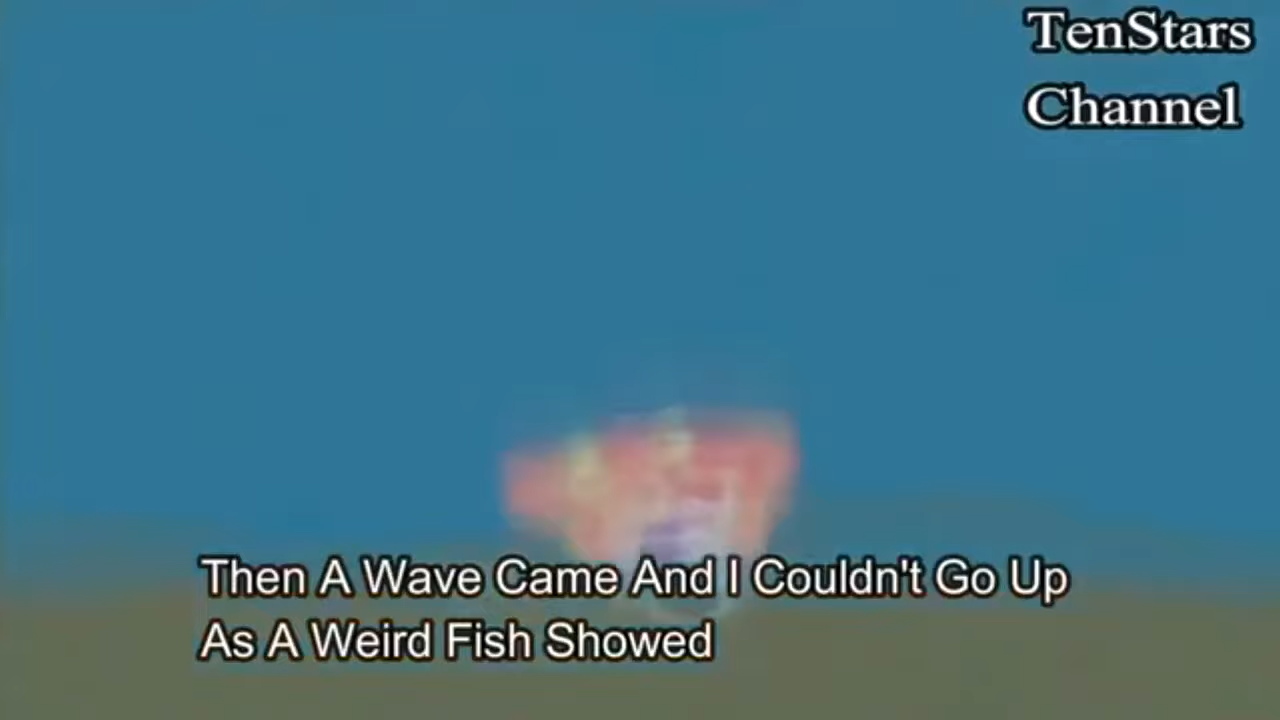 TenStars
Channel
Then A Wave Came And I Couldn't Go Up
As A Weird Fish Showed